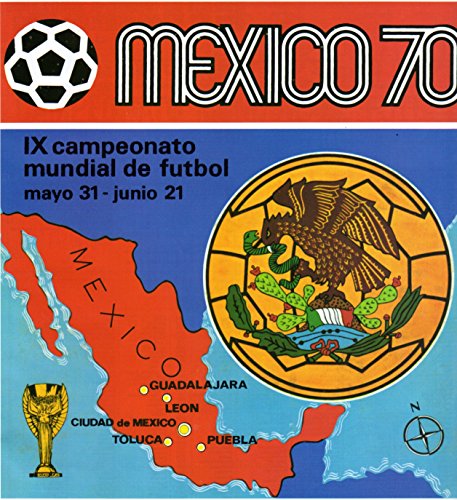 MEXICO 70
IX campeonato
mundial de futbol
mayo 31 - junio 21
MEXICO
GUADALAJARA
LEON
CIUDAD de MEXICO
TOLUCA
PUEBLA
N